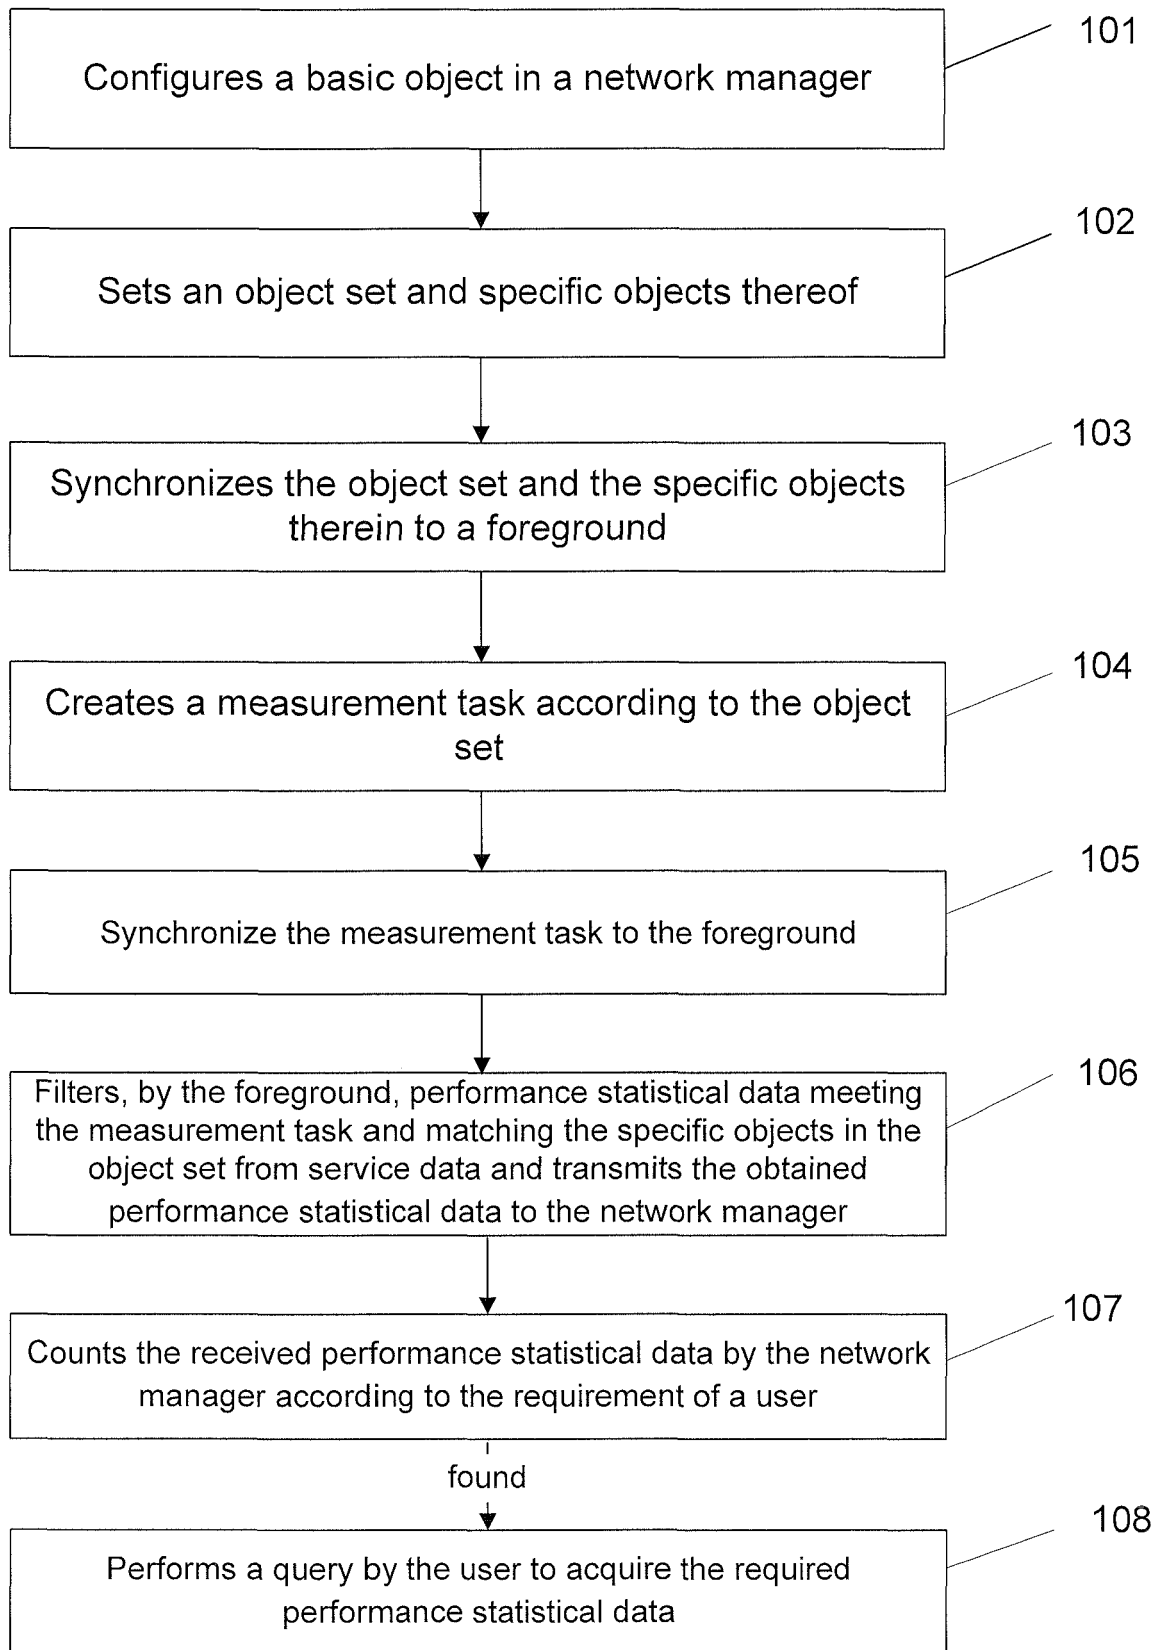 101
Configures a basic object in a network manager
102
Sets an object set and specific objects thereof
103
Synchronizes the object set and the specific objects
therein to a foreground
104
Creates a measurement task according to the object
set
105
Synchronize the measurement task to the foreground
106
Filters, by the foreground, performance statistical data meeting
the measurement task and matching the specific objects in the
object set from service data and transmits the obtained
performance statistical data to the network manager
107
Counts the received performance statistical data by the network
manager according to the requirement of a user
found
108
Performs a query by the user to acquire the required
performance statistical data